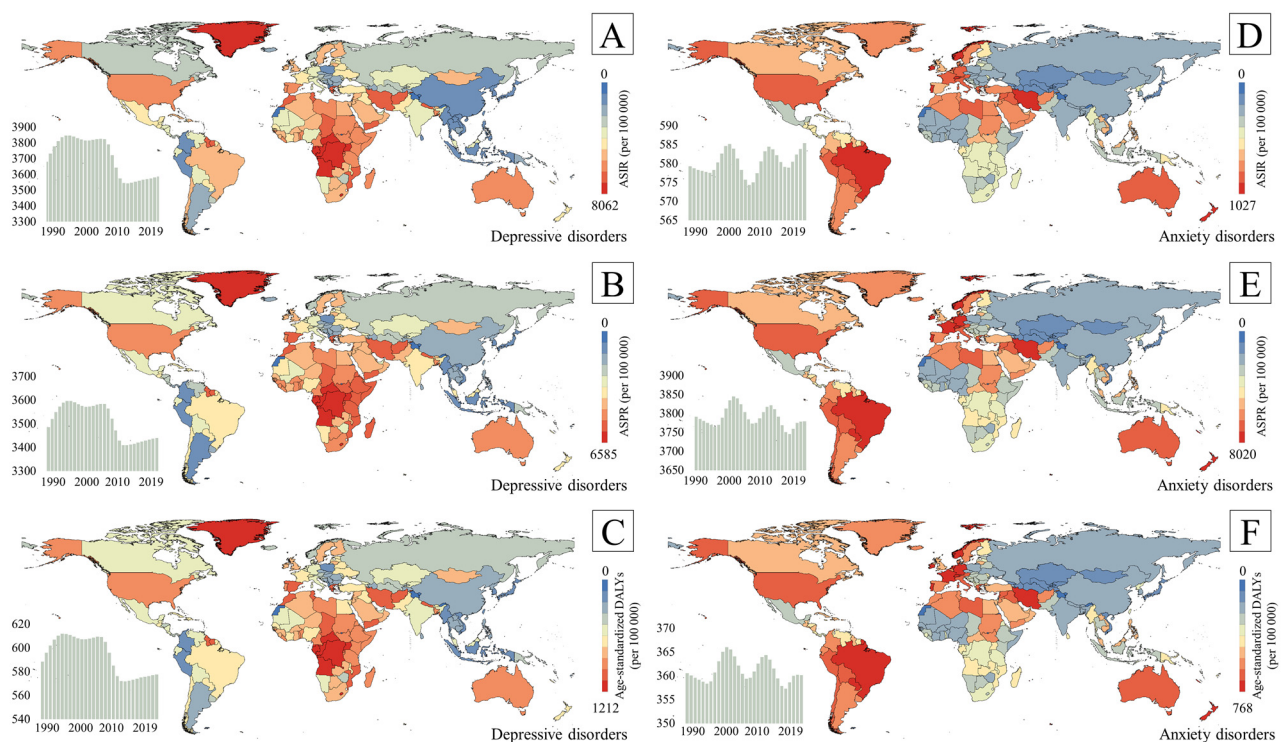 A
0
ASIR (per 100 000)
8062
3900
3800
3700
3600
3500
3400
3300
1990 2000 2010 2019
Depressive disorders
D
0
ASIR (per 100 000)
1027
590
585
580
575
570
565
1990 2000 2010 2019
Anxiety disorders
B
0
ASPR (per 100 000)
6585
3700
3600
3500
3400
3300
1990 2000 2010 2019
Depressive disorders
E
0
ASPR (per 100 000)
8020
3900
3850
3800
3750
3700
3650
1990 2000 2010 2019
Anxiety disorders
C
0
Age-standardized DALYs
(per 100 000)
1212
620
600
580
560
540
1990 2000 2010 2019
Depressive disorders
F
0
Age-standardized DALYs
(per 100 000)
768
370
360
350
1990 2000 2010 2019
Anxiety disorders